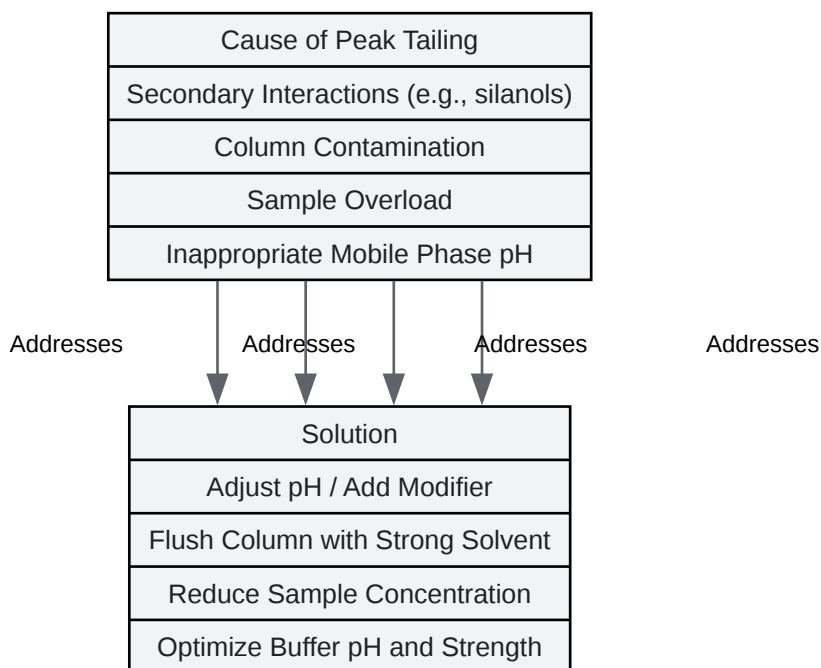 Cause of Peak Tailing
Secondary Interactions (e.g., silanols)
Column Contamination
Sample Overload
Inappropriate Mobile Phase pH
Addresses Addresses Addresses Addresses
Solution
Adjust pH / Add Modifier
Flush Column with Strong Solvent
Reduce Sample Concentration
Optimize Buffer pH and Strength